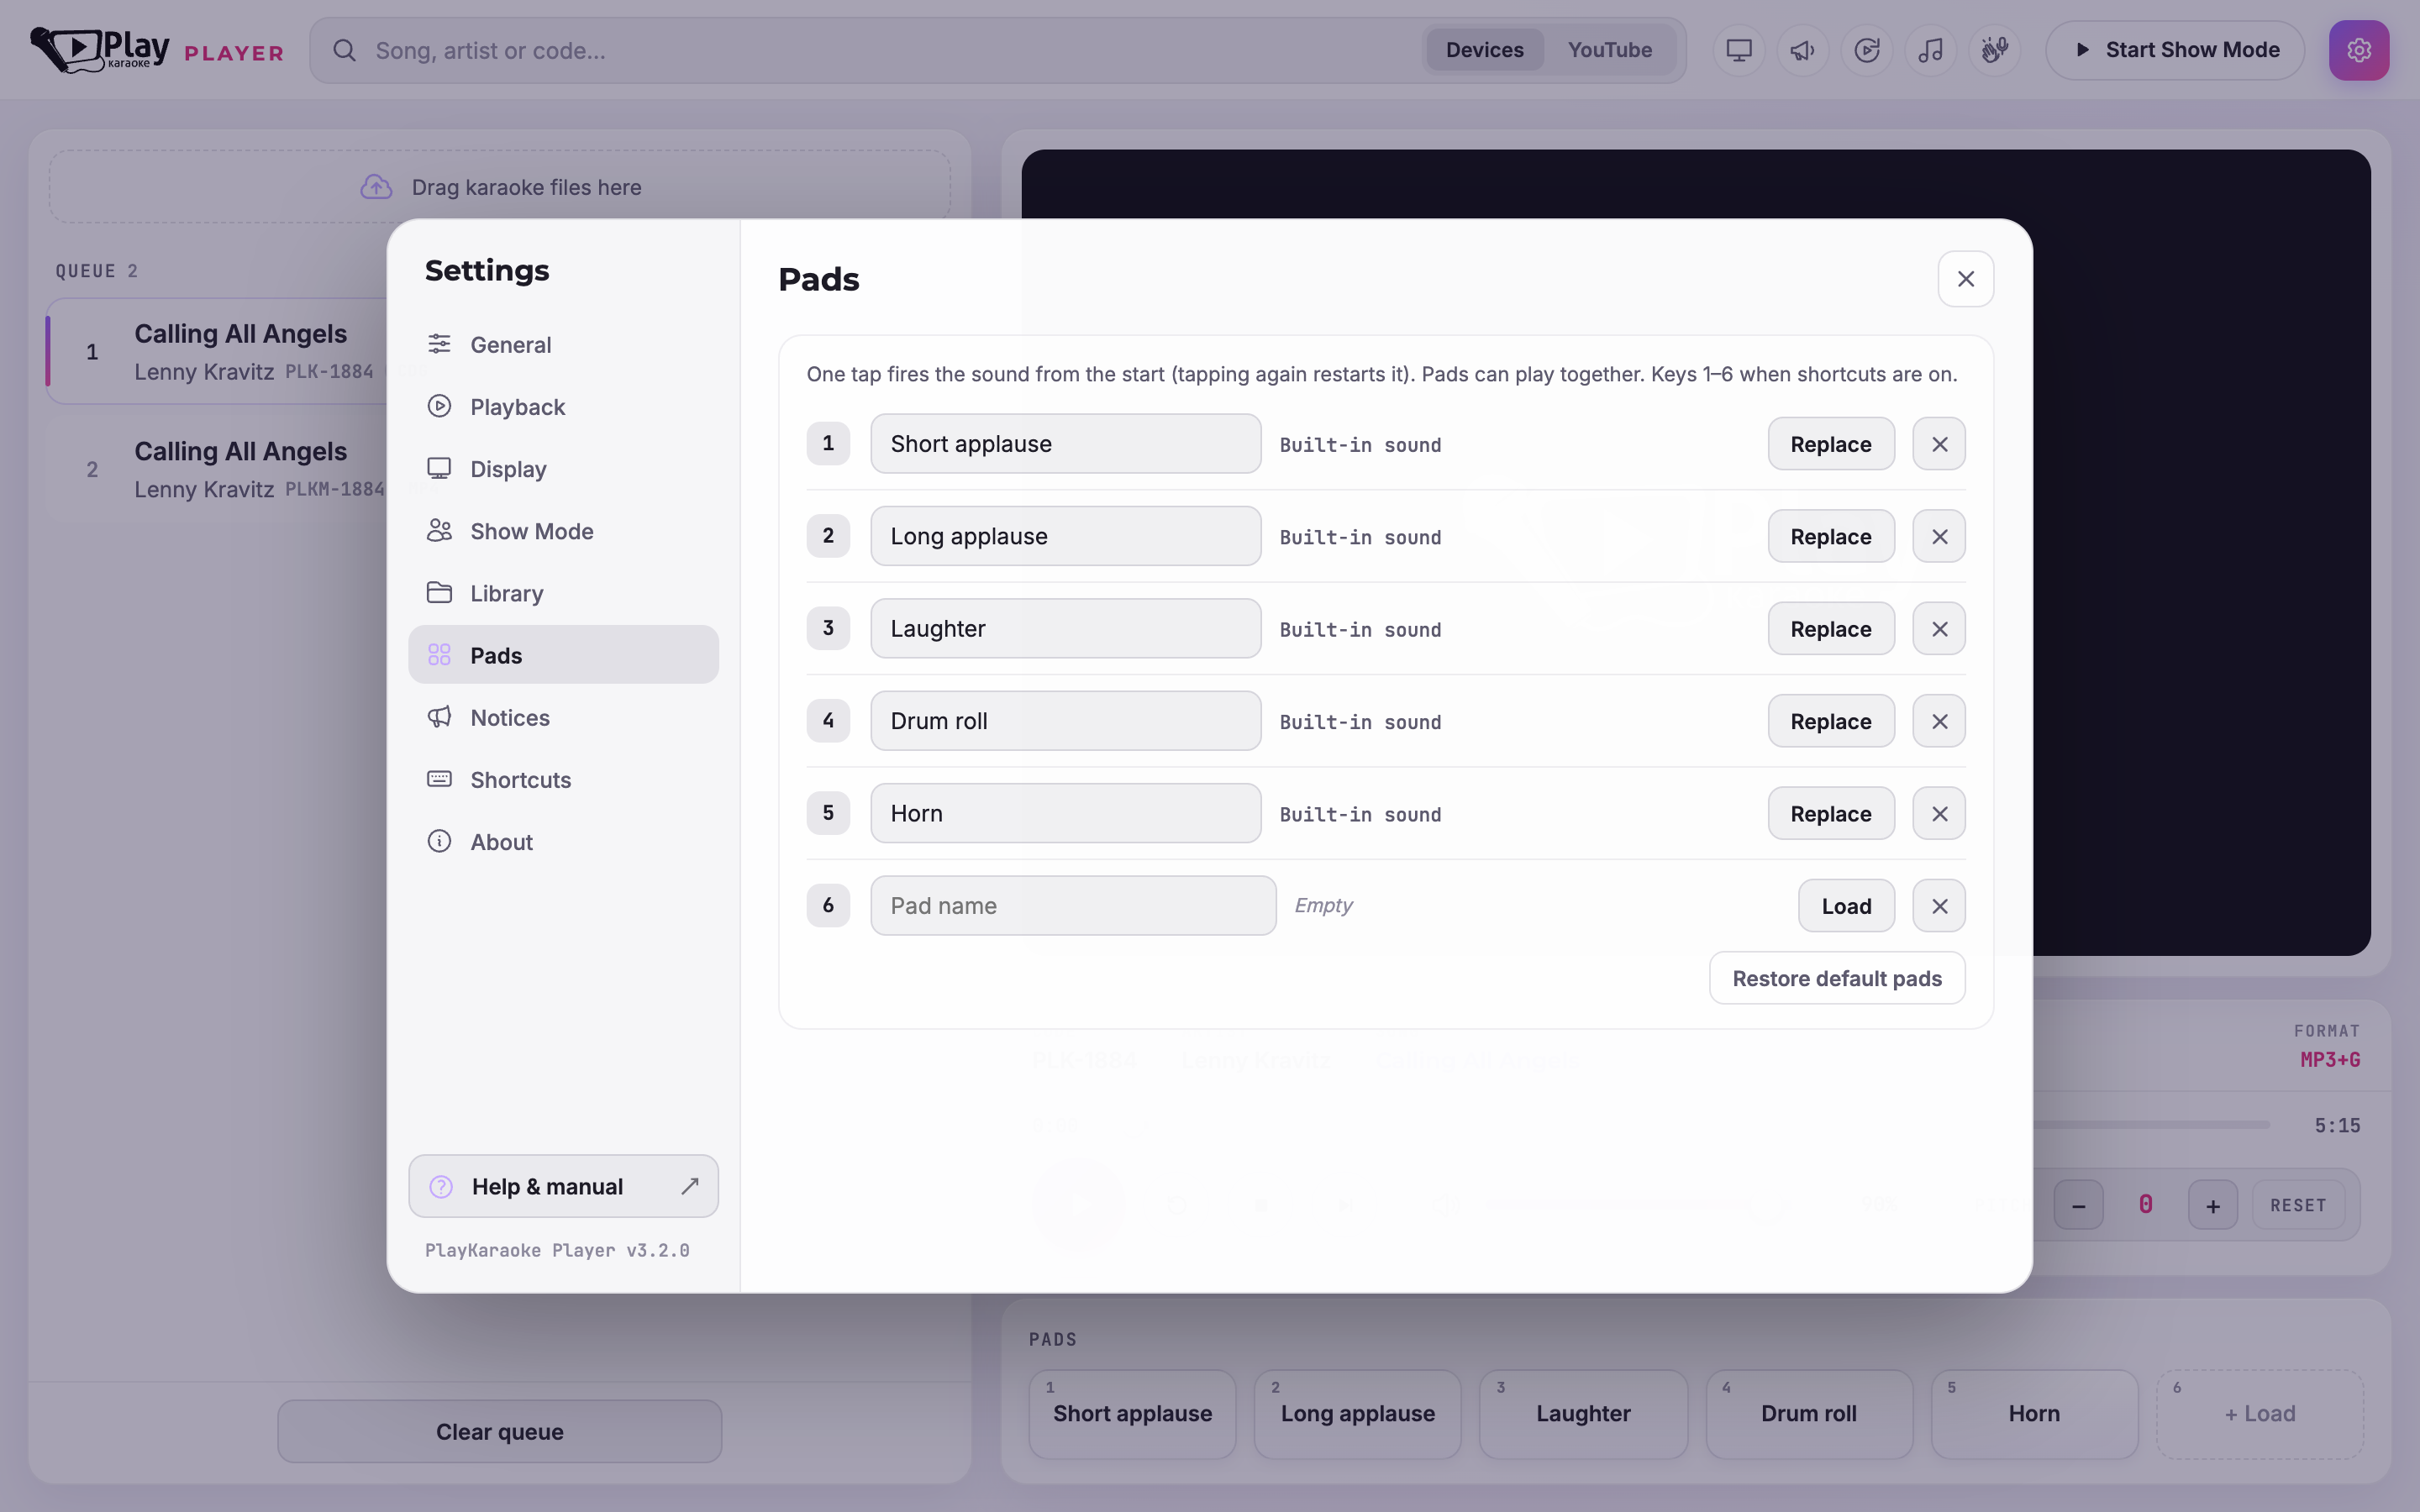 Play
karaoke
PLAYER
Song, artist or code...
Devices
YouTube
Start Show Mode
Drag karaoke files here
QUEUE 2
1
Calling All Angels
Lenny Kravitz PLK-1884
2
Calling All Angels
Lenny Kravitz PLKM-1884
Settings
General
Playback
Display
Show Mode
Library
Pads
Notices
Shortcuts
About
Help & manual
PlayKaraoke Player v3.2.0
Pads
One tap fires the sound from the start (tapping again restarts it). Pads can play together. Keys 1–6 when shortcuts are on.
1 Short applause Built-in sound Replace
2 Long applause Built-in sound Replace
3 Laughter Built-in sound Replace
4 Drum roll Built-in sound Replace
5 Horn Built-in sound Replace
6 Pad name Empty Load
Restore default pads
PLK-1884 Lenny Kravitz Calling All Angels
FORMAT
MP3+G
5:15
0
RESET
PADS
1 Short applause
2 Long applause
3 Laughter
4 Drum roll
5 Horn
6 + Load
Clear queue